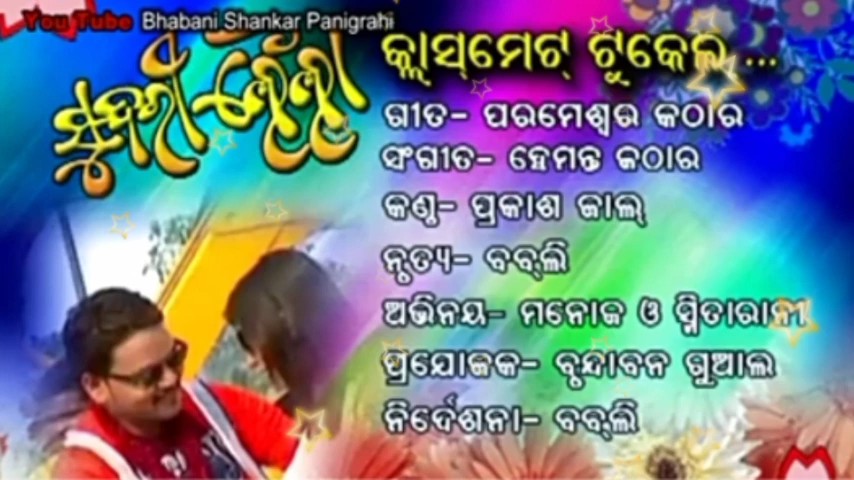 You Tube Bhabani Shankar Panigrahi
କ୍ଲାସ୍‌ମେଟ୍ ଟୁକେଲ ...
ସୁନ୍ଦରୀ
ଗୀତ- ପରମେଶ୍ୱର କଠାର
ସଂଗୀତ- ହେମନ୍ତ କଠାର
କଣ୍ଠ- ପ୍ରକାଶ ଜାଲ୍
ନୃତ୍ୟ- ବବ୍‌ଲି
ଅଭିନୟ- ମନୋଜ ଓ ସ୍ମିତାରାନୀ
ପ୍ରଯୋଜକ- ବୃନ୍ଦାବନ ଗୁଆଲ
ନିର୍ଦେଶନା- ବବ୍‌ଲି